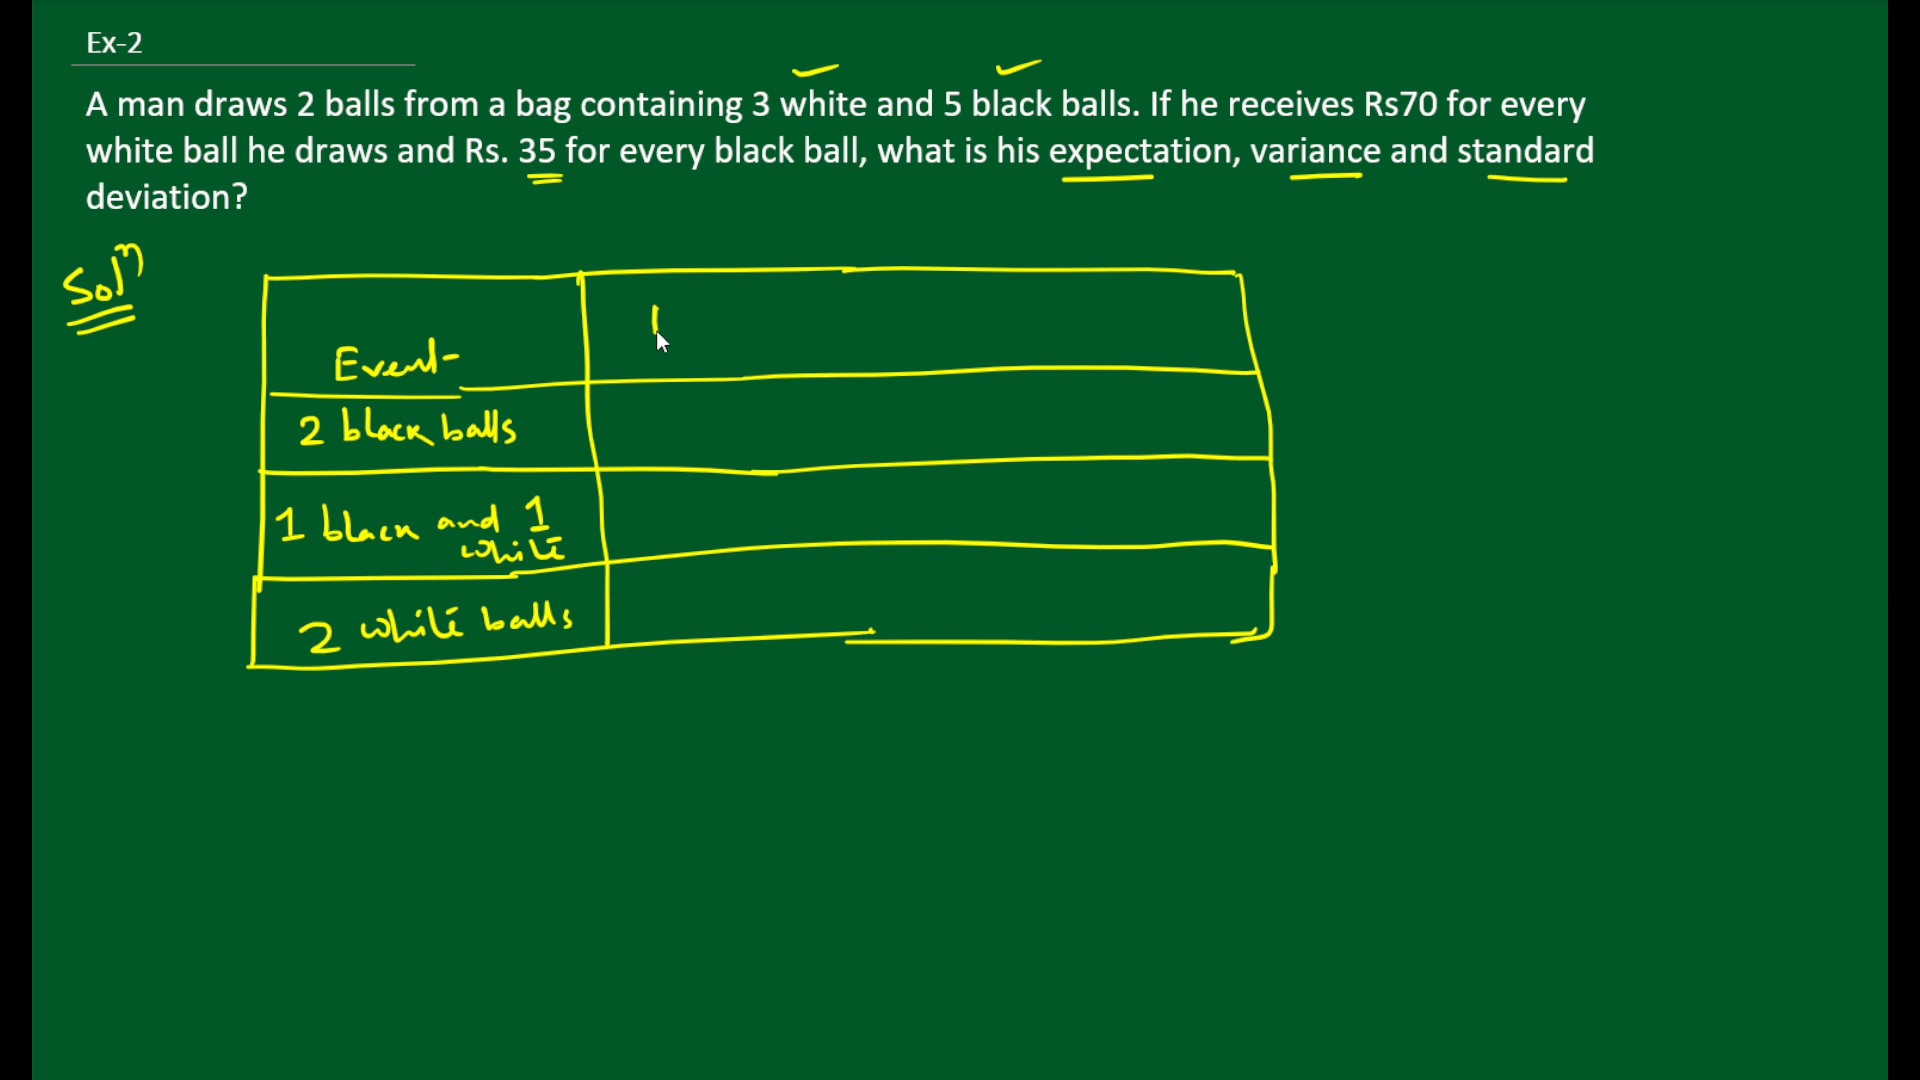 Ex-2
A man draws 2 balls from a bag containing 3 white and 5 black balls. If he receives Rs70 for every
white ball he draws and Rs. 35 for every black ball, what is his expectation, variance and standard
deviation?
Solⁿ
Event
2 black balls
1 black and 1
white
2 white balls